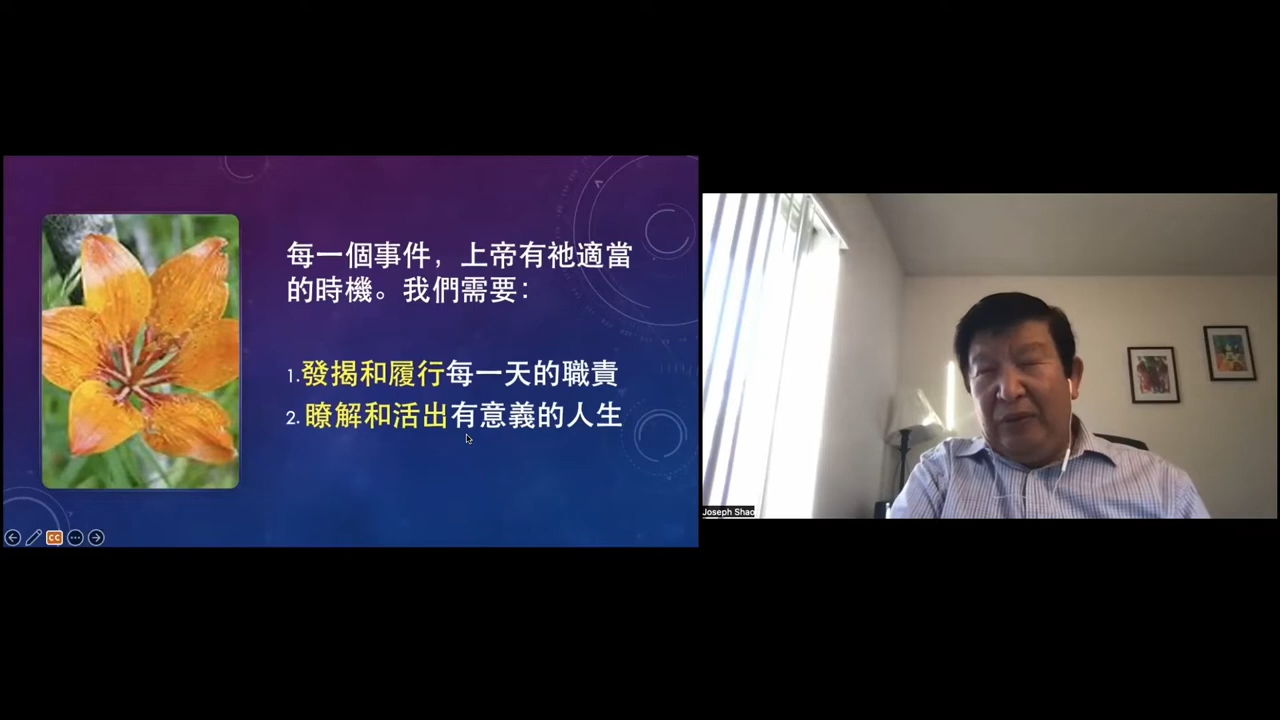 每一個事件，上帝有祂適當
的時機。我們需要：
1.發揭和履行每一天的職責
2.瞭解和活出有意義的人生
CC
Joseph Shao